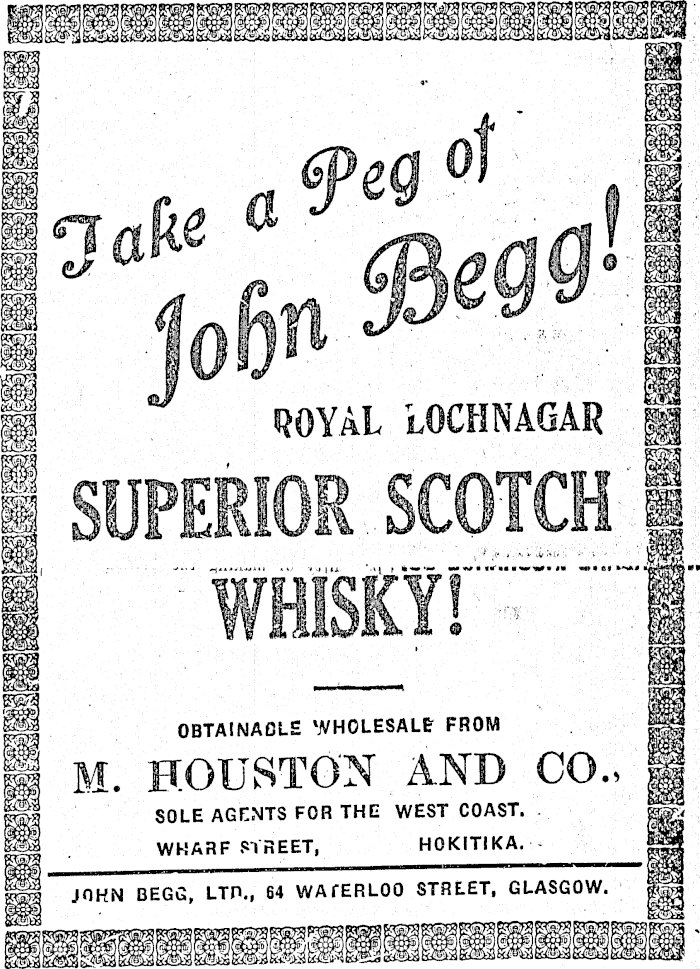 Take a Peg of
John Begg!
ROYAL LOCHNAGAR
SUPERIOR SCOTCH
WHISKY!
OBTAINABLE WHOLESALE FROM
M. HOUSTON AND CO.,
SOLE AGENTS FOR THE WEST COAST.
WHARF STREET, HOKITIKA.
JOHN BEGG, LTD., 64 WATERLOO STREET, GLASGOW.